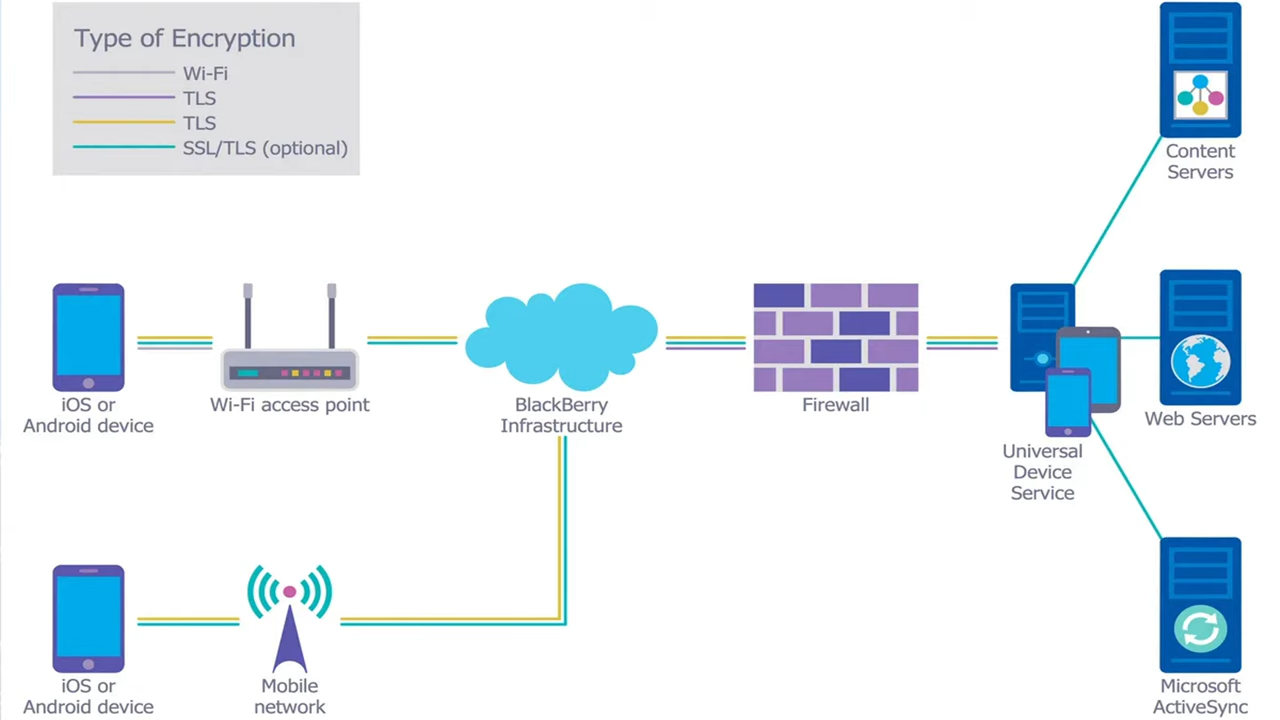 Type of Encryption
Wi-Fi
TLS
TLS
SSL/TLS (optional)
Content
Servers
iOS or
Android device
Wi-Fi access point
BlackBerry
Infrastructure
Firewall
Universal
Device
Service
Web Servers
iOS or
Android device
Mobile
network
Microsoft
ActiveSync